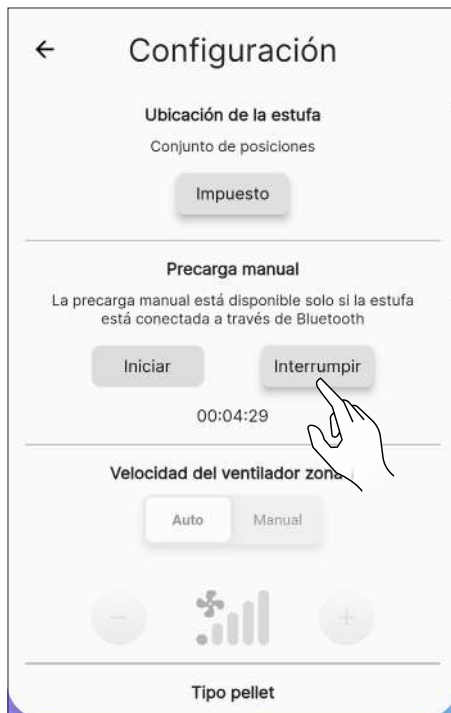 Configuración
Ubicación de la estufa
Conjunto de posiciones
Impuesto
Precarga manual
La precarga manual está disponible solo si la estufa
está conectada a través de Bluetooth
Iniciar
Interrumpir
00:04:29
Velocidad del ventilador zona
Auto
Manual
Tipo pellet